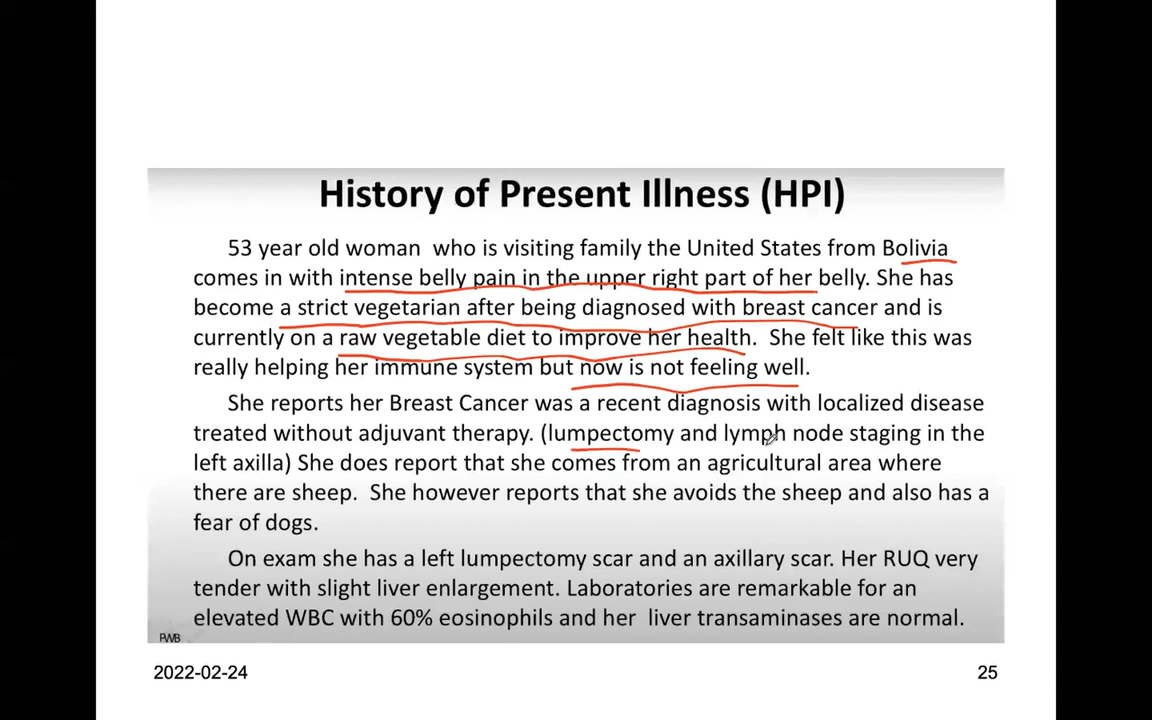 History of Present Illness (HPI)
53 year old woman who is visiting family the United States from Bolivia
comes in with intense belly pain in the upper right part of her belly. She has
become a strict vegetarian after being diagnosed with breast cancer and is
currently on a raw vegetable diet to improve her health. She felt like this was
really helping her immune system but now is not feeling well.
She reports her Breast Cancer was a recent diagnosis with localized disease
treated without adjuvant therapy. (lumpectomy and lymph node staging in the
left axilla) She does report that she comes from an agricultural area where
there are sheep. She however reports that she avoids the sheep and also has a
fear of dogs.
On exam she has a left lumpectomy scar and an axillary scar. Her RUQ very
tender with slight liver enlargement. Laboratories are remarkable for an
elevated WBC with 60% eosinophils and her liver transaminases are normal.
PWB
2022-02-24
25